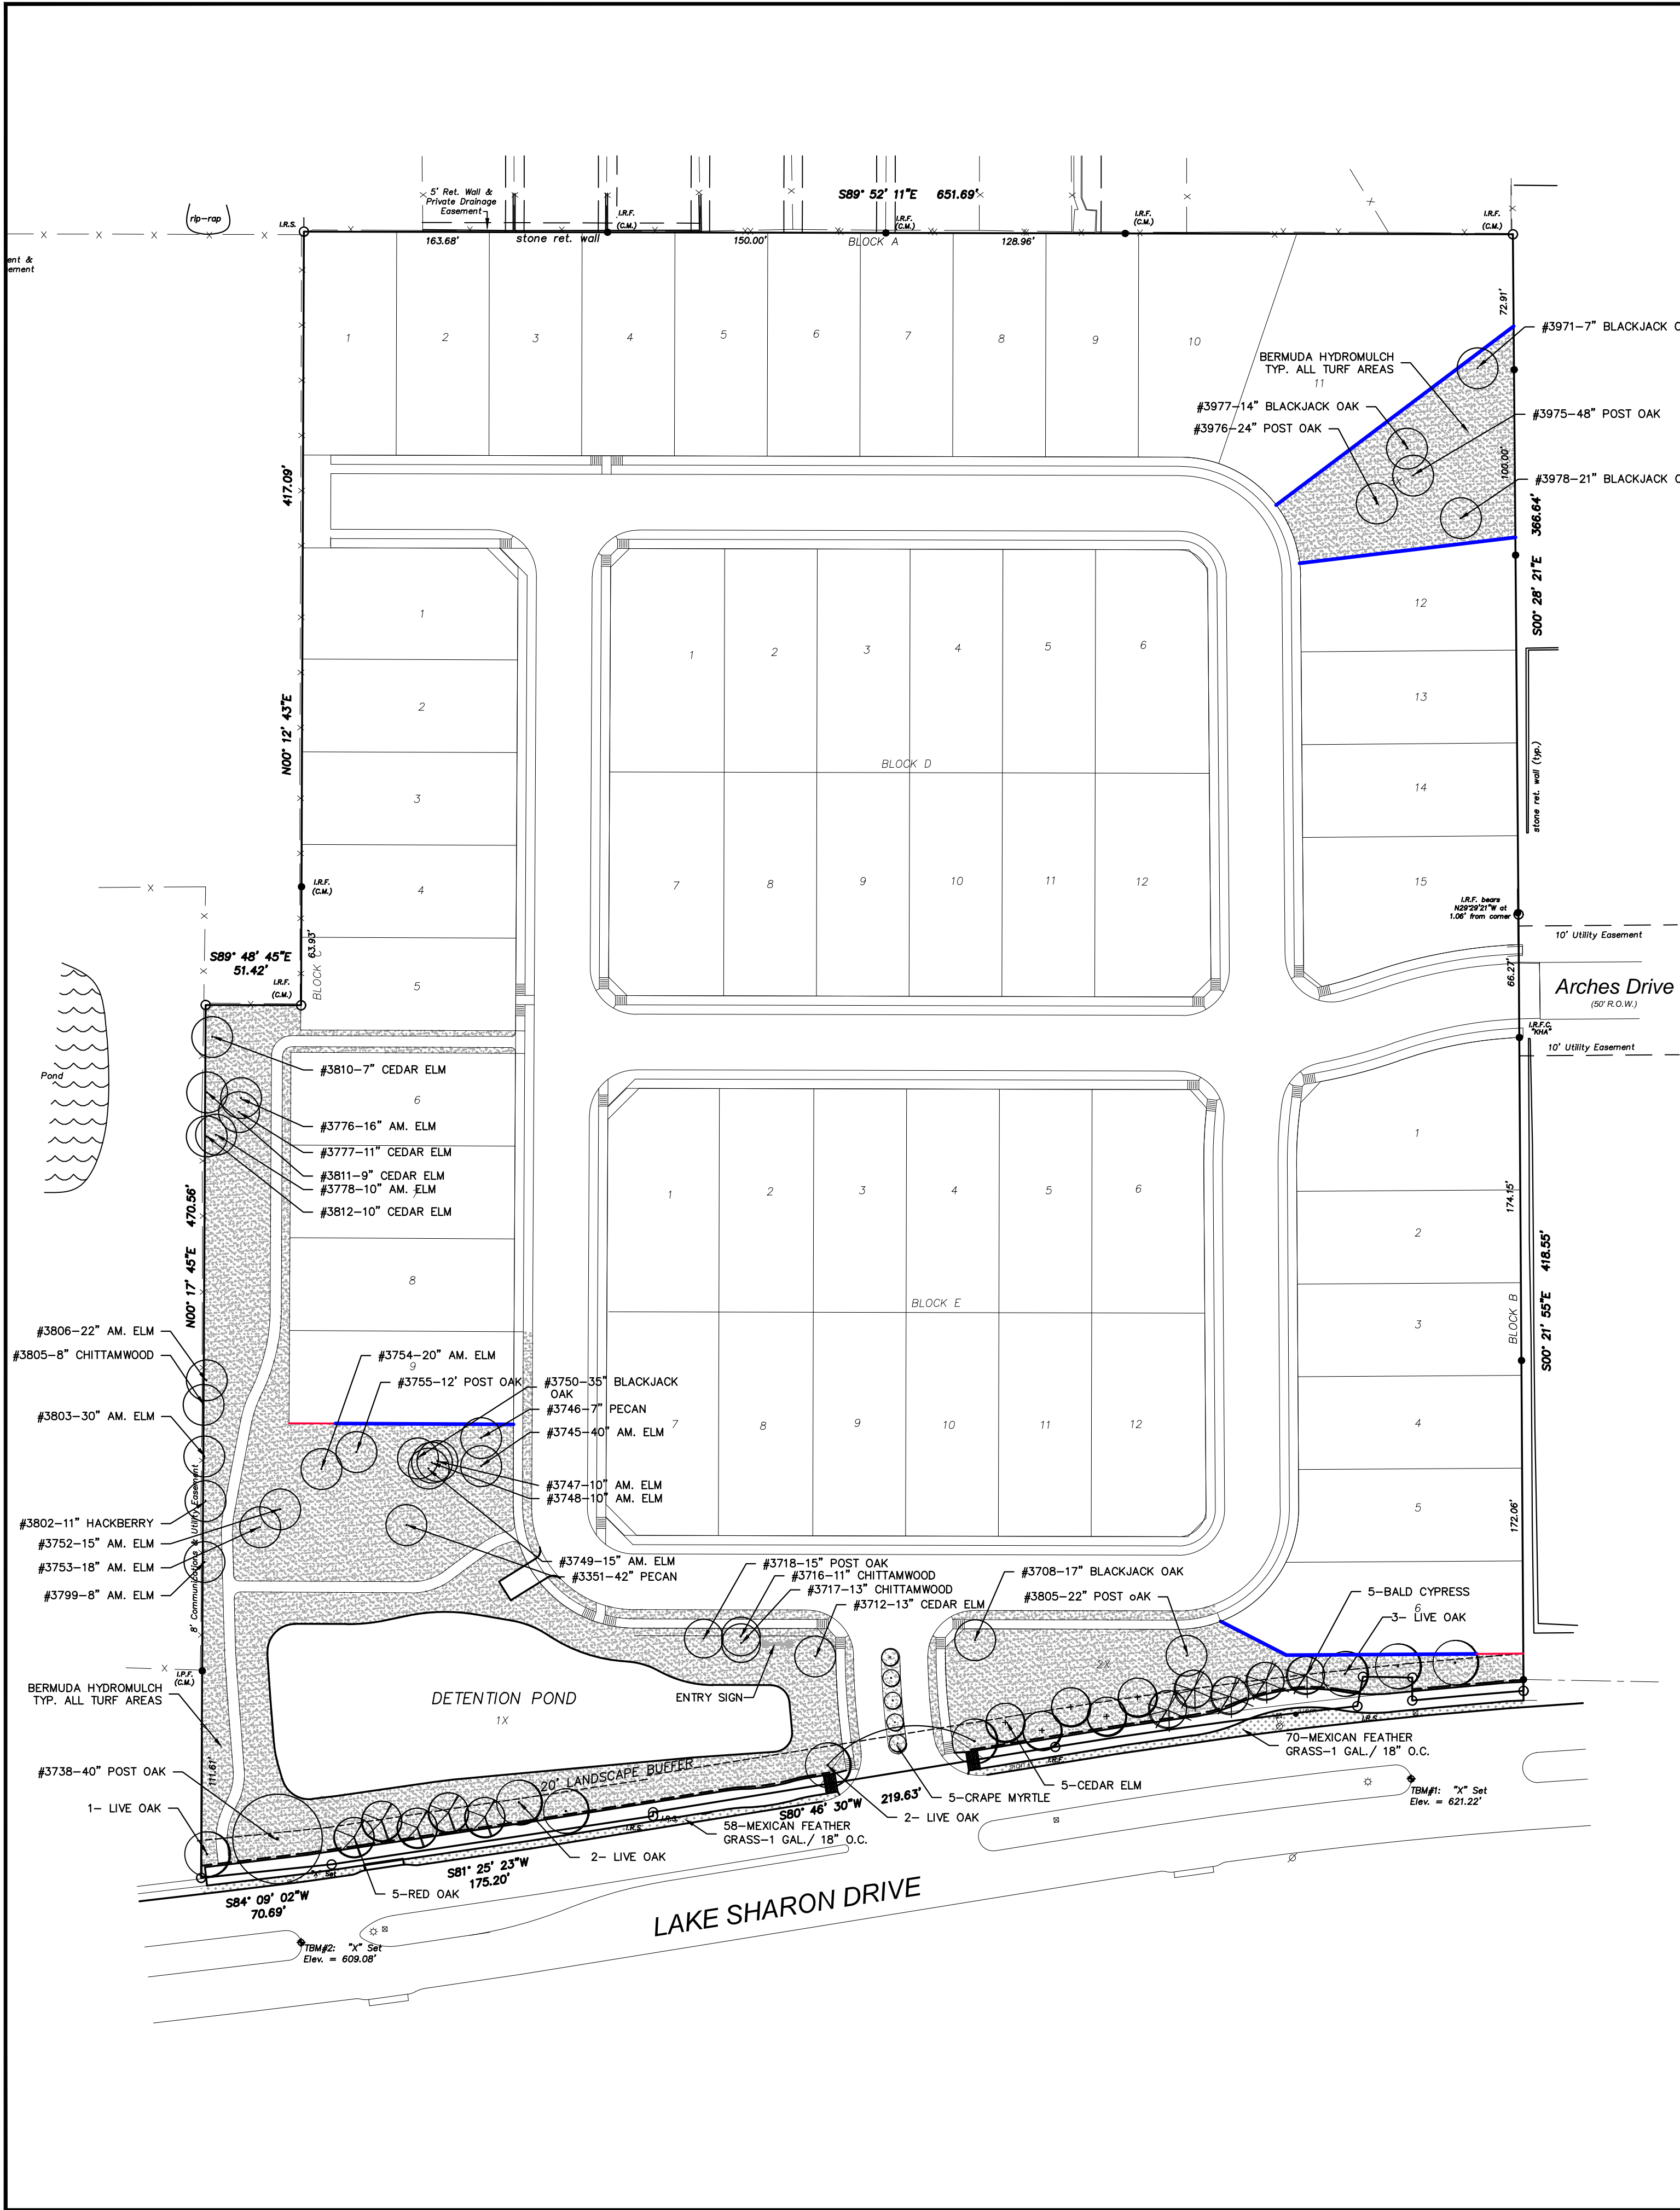 S89° 52' 11"E 651.69'
5' Ret. Wall &
Private Drainage
Easement
rip-rap
I.R.S.
I.R.F.
(C.M.)
I.R.F.
(C.M.)
I.R.F.
(C.M.)
I.R.F.
(C.M.)
163.68'
stone ret. wall
150.00'
BLOCK A
128.96'
ent &
ement
72.91'
1
2
3
4
5
6
7
8
9
10
#3971-7" BLACKJACK O
BERMUDA HYDROMULCH
TYP. ALL TURF AREAS
11
#3977-14" BLACKJACK OAK
#3975-48" POST OAK
#3976-24" POST OAK
100.00'
#3978-21" BLACKJACK O
3X
417.09'
N00° 12' 43"E
366.64'
S00° 28' 21"E
1
2
3
4
5
BLOCK C
63.93'
1
2
3
4
5
6
BLOCK D
7
8
9
10
11
12
12
13
14
15
stone ret. wall (typ.)
I.R.F.
(C.M.)
I.R.F. bears
N29°29'21"W at
1.06' from corner
10' Utility Easement
66.27'
Arches Drive
(50' R.O.W.)
I.R.F.C.
"KHA"
10' Utility Easement
S89° 48' 45"E
51.42'
I.R.F.
(C.M.)
Pond
#3810-7" CEDAR ELM
6
#3776-16" AM. ELM
#3777-11" CEDAR ELM
#3811-9" CEDAR ELM
#3778-10" AM. ELM
7
#3812-10" CEDAR ELM
8
9
470.56'
N00° 17' 45"E
1
2
3
4
5
6
BLOCK E
7
8
9
10
11
12
1
2
3
4
5
6
BLOCK B
174.15'
418.55'
S00° 21' 55"E
172.06'
#3806-22" AM. ELM
#3805-8" CHITTAMWOOD
#3803-30" AM. ELM
#3802-11" HACKBERRY
#3752-15" AM. ELM
#3753-18" AM. ELM
#3799-8" AM. ELM
8' Communications & Utility Easement
#3754-20" AM. ELM
#3755-12' POST OAK
#3750-35" BLACKJACK
OAK
#3746-7" PECAN
#3745-40" AM. ELM
#3747-10" AM. ELM
#3748-10" AM. ELM
#3749-15" AM. ELM
#3351-42" PECAN
#3718-15" POST OAK
#3716-11" CHITTAMWOOD
#3717-13" CHITTAMWOOD
#3712-13" CEDAR ELM
#3708-17" BLACKJACK OAK
#3805-22" POST oAK
5-BALD CYPRESS
3- LIVE OAK
2X
I.P.F.
(C.M.)
BERMUDA HYDROMULCH
TYP. ALL TURF AREAS
DETENTION POND
1X
ENTRY SIGN
111.61'
#3738-40" POST OAK
1- LIVE OAK
20' LANDSCAPE BUFFER
S80° 46' 30"W 219.63'
I.R.S.
I.R.S.
I.R.F.
I.R.S.
58-MEXICAN FEATHER
GRASS-1 GAL./ 18" O.C.
2- LIVE OAK
5-CRAPE MYRTLE
5-CEDAR ELM
70-MEXICAN FEATHER
GRASS-1 GAL./ 18" O.C.
TBM#1: "X" Set
Elev. = 621.22'
2- LIVE OAK
"X" Set
S81° 25' 23"W
175.20'
5-RED OAK
S84° 09' 02"W
70.69'
LAKE SHARON DRIVE
TBM#2: "X" Set
Elev. = 609.08'